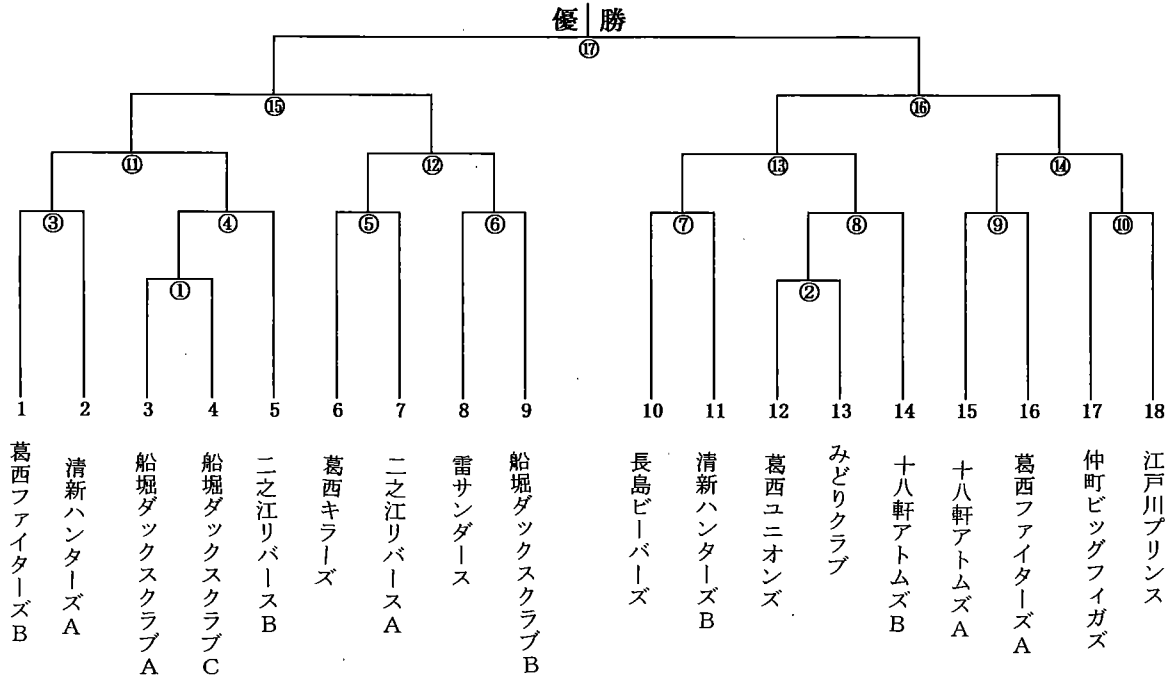 優勝
⑰
⑮ ⑯
⑪ ⑫ ⑬ ⑭
③ ④ ⑤ ⑥ ⑦ ⑧ ⑨ ⑩
① ②
1 2 3 4 5 6 7 8 9 10 11 12 13 14 15 16 17 18
葛西ファイターズB
清新ハンターズA
船堀ダックスクラブA
船堀ダックスクラブC
二之江リバースB
葛西キラーズ
二之江リバースA
雷サンダース
船堀ダックスクラブB
長島ビーバーズ
清新ハンターズB
葛西ユニオンズ
みどりクラブ
十八軒アトムズB
十八軒アトムズA
葛西ファイターズA
仲町ビッグフィガズ
江戸川プリンス